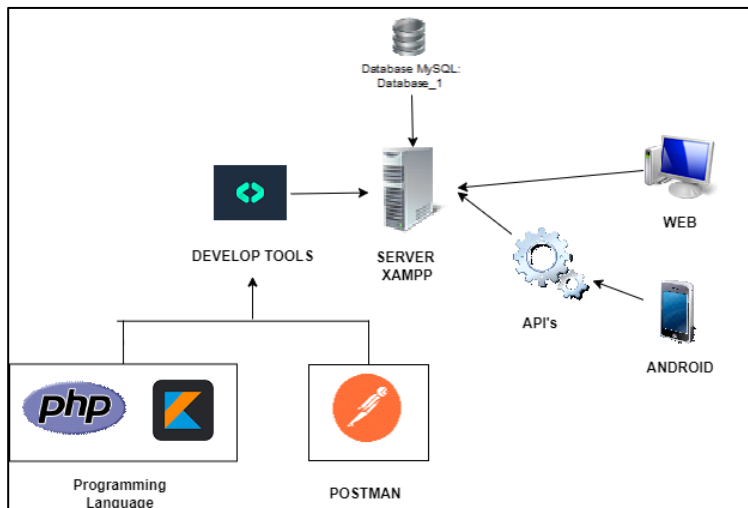 Database MySQL:
Database_1
WEB
DEVELOP TOOLS
SERVER
XAMPP
API's
ANDROID
php
Programming
Language
POSTMAN